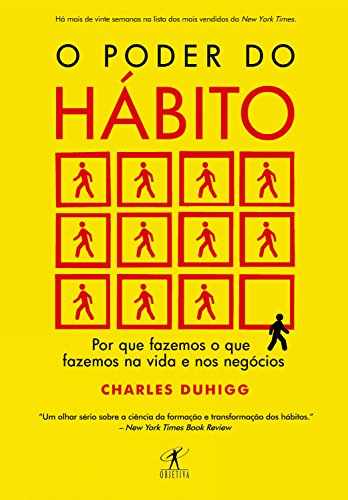 Há mais de vinte semanas na lista dos mais vendidos do New York Times.
O PODER DO
HÁBITO
Por que fazemos o que
fazemos na vida e nos negócios
CHARLES DUHIGG
“Um olhar sério sobre a ciência da formação e transformação dos hábitos.”
– New York Times Book Review
OBJETIVA